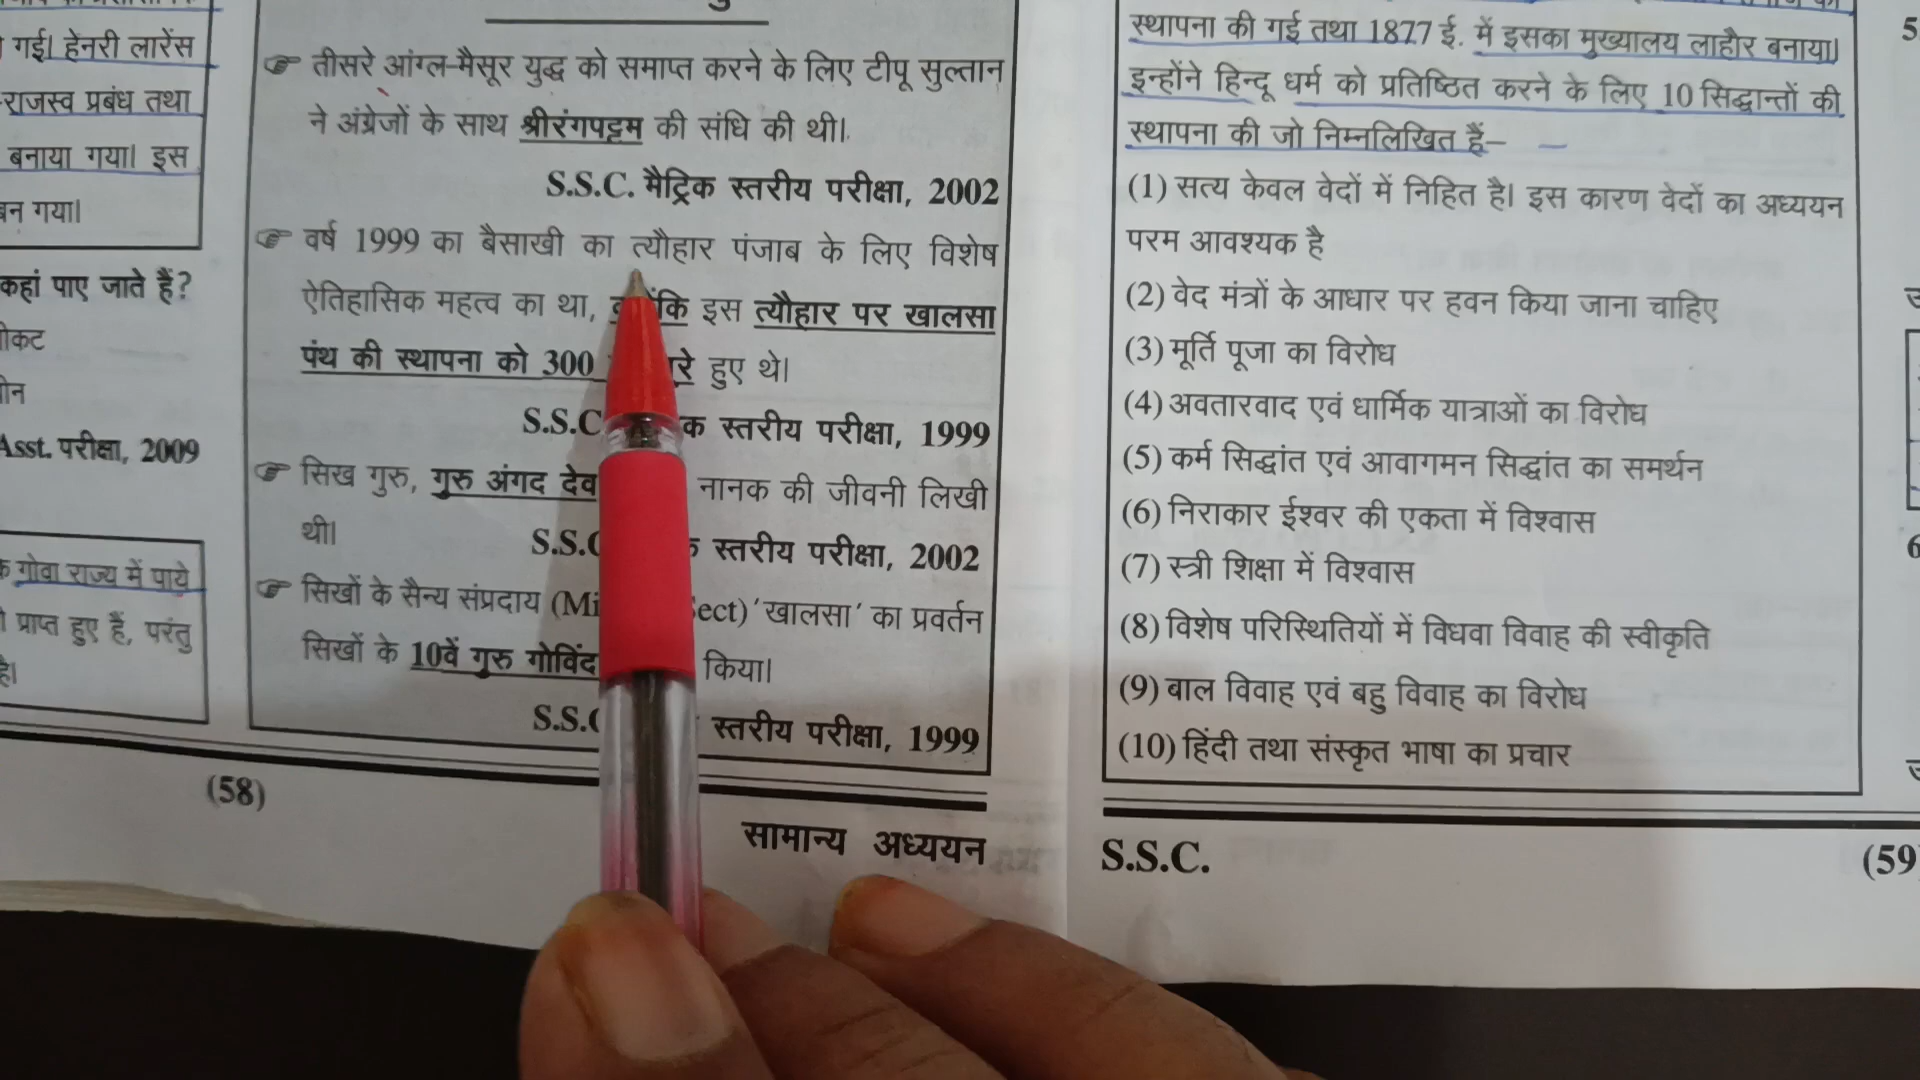 गई। हेनरी लारेंस
राजस्व प्रबंध तथा
बनाया गया। इस
गया।
कहां पाए जाते हैं?
Asst. परीक्षा, 2009
गोवा राज्य में पाये
प्राप्त हुए हैं, परंतु
है।
(58)
☞ तीसरे आंग्ल-मैसूर युद्ध को समाप्त करने के लिए टीपू सुल्तान
ने अंग्रेजों के साथ श्रीरंगपट्टम की संधि की थी।
S.S.C. मैट्रिक स्तरीय परीक्षा, 2002
☞ वर्ष 1999 का बैसाखी का त्यौहार पंजाब के लिए विशेष
ऐतिहासिक महत्व का था, इस त्यौहार पर खालसा
पंथ की स्थापना को 300 हुए थे।
S.S.C. स्तरीय परीक्षा, 1999
☞ सिख गुरु, गुरु अंगद देव नानक की जीवनी लिखी
थी।
स्तरीय परीक्षा, 2002
☞ सिखों के सैन्य संप्रदाय 'खालसा' का प्रवर्तन
सिखों के 10वें गुरु गोविंद किया।
स्तरीय परीक्षा, 1999
सामान्य अध्ययन
स्थापना की गई तथा 1877 ई. में इसका मुख्यालय लाहौर बनाया।
इन्होंने हिन्दू धर्म को प्रतिष्ठित करने के लिए 10 सिद्धान्तों की
स्थापना की जो निम्नलिखित हैं–
(1) सत्य केवल वेदों में निहित है। इस कारण वेदों का अध्ययन
परम आवश्यक है
(2) वेद मंत्रों के आधार पर हवन किया जाना चाहिए
(3) मूर्ति पूजा का विरोध
(4) अवतारवाद एवं धार्मिक यात्राओं का विरोध
(5) कर्म सिद्धांत एवं आवागमन सिद्धांत का समर्थन
(6) निराकार ईश्वर की एकता में विश्वास
(7) स्त्री शिक्षा में विश्वास
(8) विशेष परिस्थितियों में विधवा विवाह की स्वीकृति
(9) बाल विवाह एवं बहु विवाह का विरोध
(10) हिंदी तथा संस्कृत भाषा का प्रचार
S.S.C.
(59